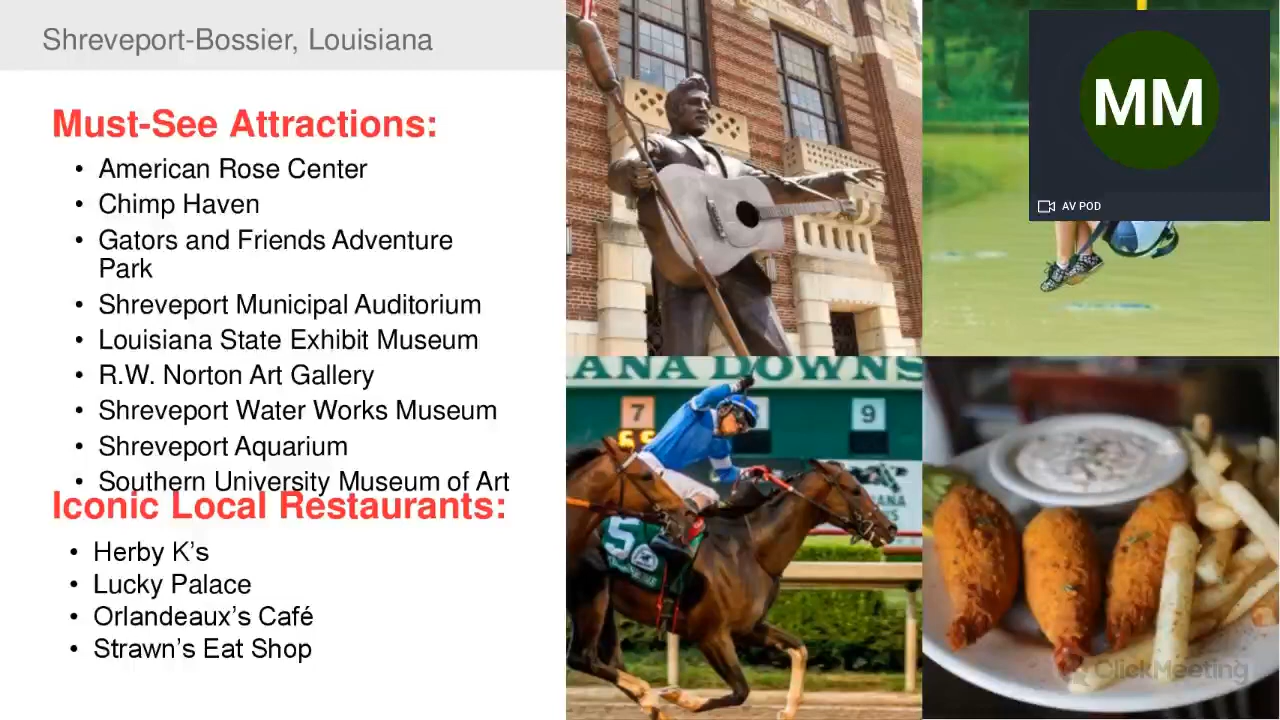 Shreveport-Bossier, Louisiana
Must-See Attractions:
• American Rose Center
• Chimp Haven
• Gators and Friends Adventure
Park
• Shreveport Municipal Auditorium
• Louisiana State Exhibit Museum
• R.W. Norton Art Gallery
• Shreveport Water Works Museum
• Shreveport Aquarium
• Southern University Museum of Art
Iconic Local Restaurants:
• Herby K’s
• Lucky Palace
• Orlandeaux’s Café
• Strawn’s Eat Shop
MM
AV POD
ANA DOWNS
7
9
5
ClickMeeting